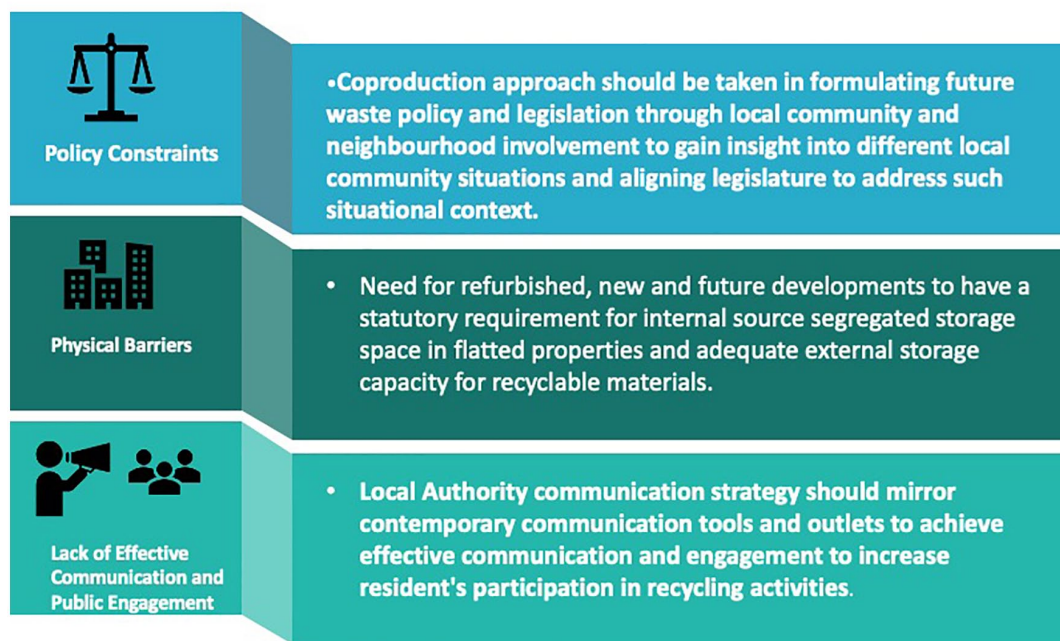 Policy Constraints
•Coproduction approach should be taken in formulating future
waste policy and legislation through local community and
neighbourhood involvement to gain insight into different local
community situations and aligning legislature to address such
situational context.
Physical Barriers
• Need for refurbished, new and future developments to have a
statutory requirement for internal source segregated storage
space in flatted properties and adequate external storage
capacity for recyclable materials.
Lack of Effective
Communication and
Public Engagement
• Local Authority communication strategy should mirror
contemporary communication tools and outlets to achieve
effective communication and engagement to increase
resident's participation in recycling activities.